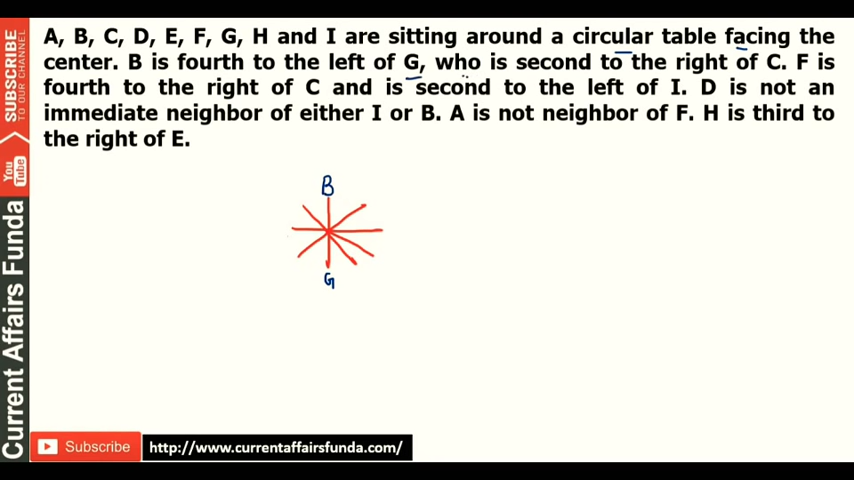 A, B, C, D, E, F, G, H and I are sitting around a circular table facing the
center. B is fourth to the left of G, who is second to the right of C. F is
fourth to the right of C and is second to the left of I. D is not an
immediate neighbor of either I or B. A is not neighbor of F. H is third to
the right of E.
B
G
SUBSCRIBE
TO OUR CHANNEL
You
Tube
Current Affairs Funda
Subscribe
http://www.currentaffairsfunda.com/